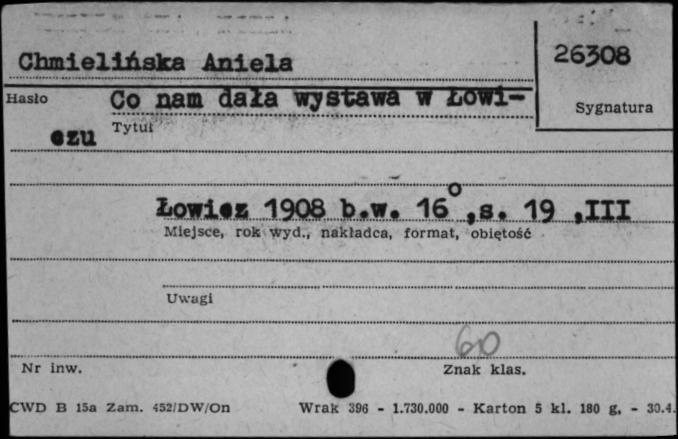 Chmielińska Aniela
26308
Hasło
Sygnatura
Co nam dała wystawa w Łowi-
czu
Tytuł
Łowicz 1908 b.w. 16°,s. 19 ,III
Miejsce, rok wyd., nakładca, format, objętość
Uwagi
60
Nr inw.
Znak klas.
CWD B 15a Zam. 452/DW/On Wrak 396 - 1.730.000 - Karton 5 kl. 180 g. - 30.4.